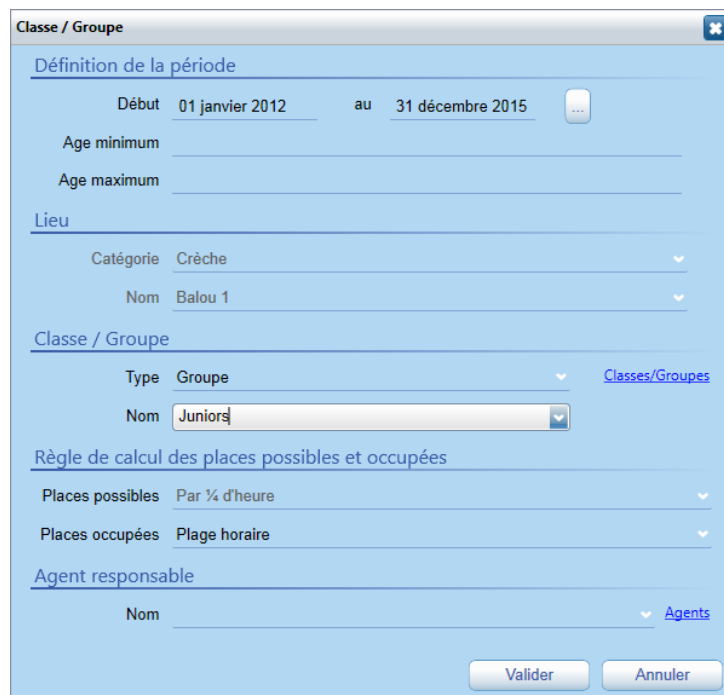 Classe / Groupe
Définition de la période
Début 01 janvier 2012 au 31 décembre 2015 ...
Age minimum
Age maximum
Lieu
Catégorie Crèche
Nom Balou 1
Classe / Groupe
Type Groupe Classes/Groupes
Nom Juniors
Règle de calcul des places possibles et occupées
Places possibles Par ¼ d'heure
Places occupées Plage horaire
Agent responsable
Nom Agents
Valider Annuler